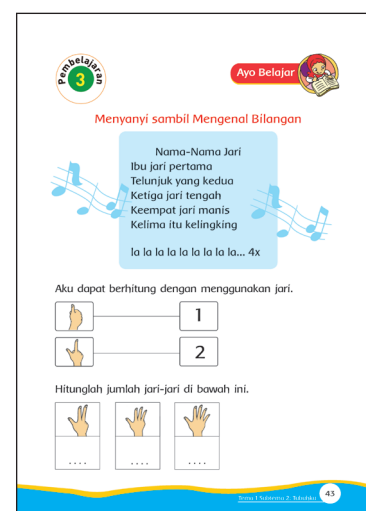 Pembelajaran
3
Ayo Belajar
Menyanyi sambil Mengenal Bilangan
Nama-Nama Jari
Ibu jari pertama
Telunjuk yang kedua
Ketiga jari tengah
Keempat jari manis
Kelima itu kelingking
la la la la la la la la la... 4x
Aku dapat berhitung dengan menggunakan jari.
1
2
Hitunglah jumlah jari-jari di bawah ini.
.... .... ....
Tema 1 Subtema 2: Tubuhku 43